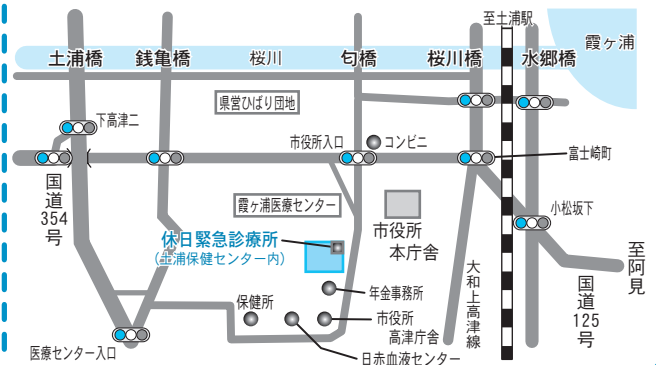 至土浦駅
霞ヶ浦
土浦橋
銭亀橋
桜川
匂橋
桜川橋
水郷橋
県営ひばり団地
下高津二
市役所入口
コンビニ
富士崎町
国道354号
霞ヶ浦医療センター
市役所
本庁舎
小松坂下
休日緊急診療所
(土浦保健センター内)
至阿見
大和上高津線
国道125号
年金事務所
保健所
市役所
高津庁舎
医療センター入口
日赤血液センター